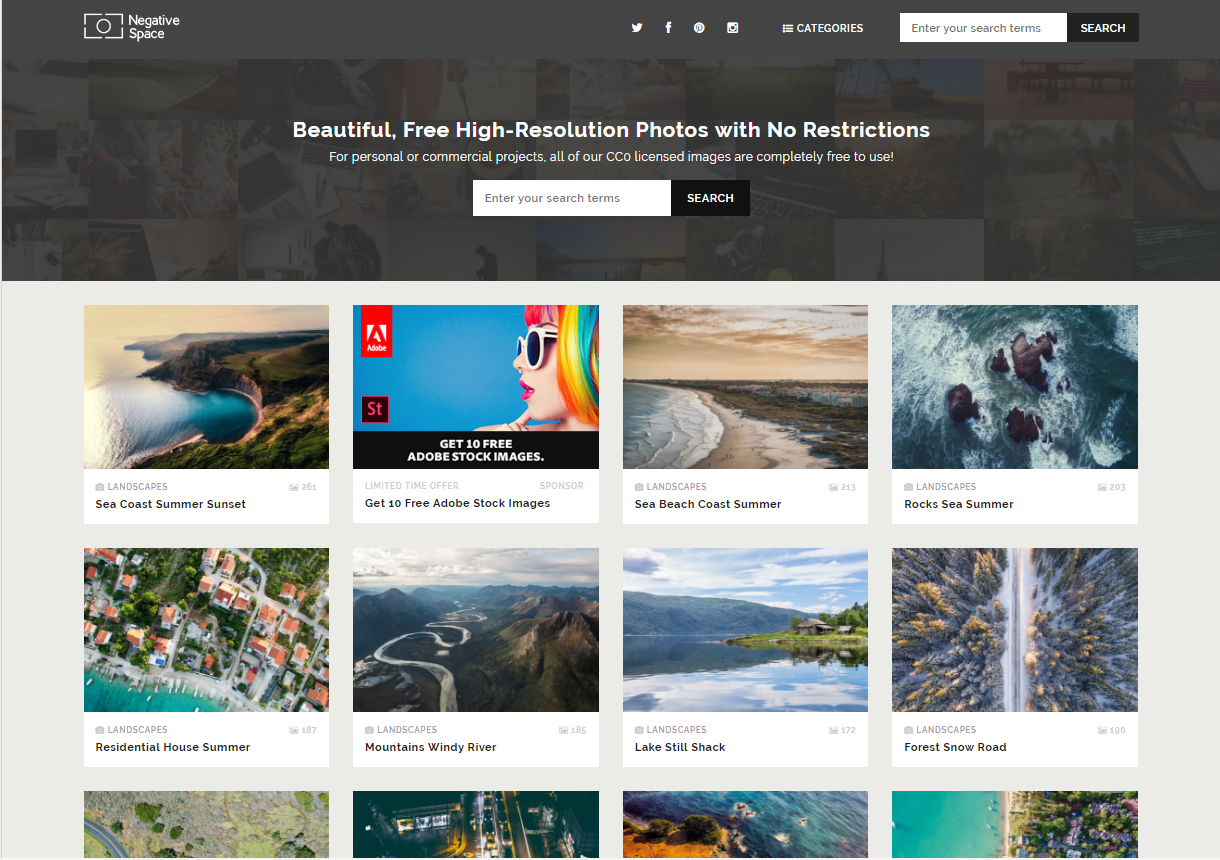 Negative
Space
CATEGORIES
Enter your search terms
SEARCH
Beautiful, Free High-Resolution Photos with No Restrictions
For personal or commercial projects, all of our CC0 licensed images are completely free to use!
Enter your search terms
SEARCH
LANDSCAPES
261
Sea Coast Summer Sunset
Adobe
St
GET 10 FREE
ADOBE STOCK IMAGES.
LIMITED TIME OFFER
SPONSOR
Get 10 Free Adobe Stock Images
LANDSCAPES
213
Sea Beach Coast Summer
LANDSCAPES
203
Rocks Sea Summer
LANDSCAPES
187
Residential House Summer
LANDSCAPES
185
Mountains Windy River
LANDSCAPES
172
Lake Still Shack
LANDSCAPES
190
Forest Snow Road